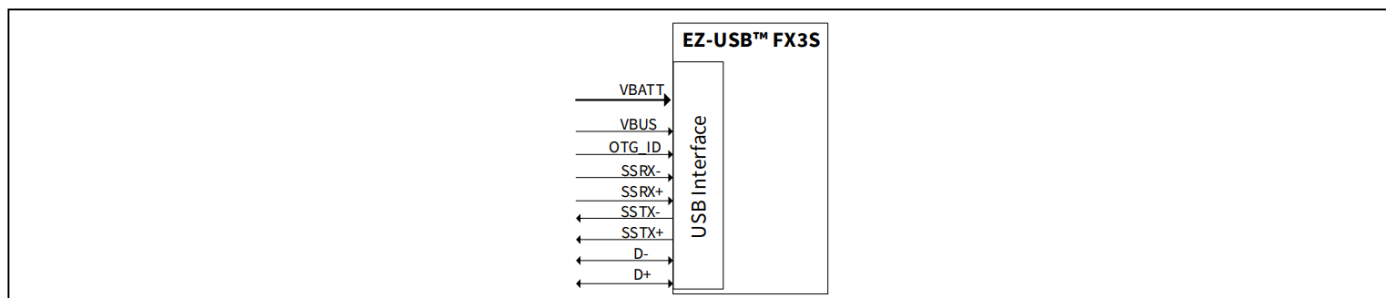 EZ-USB™ FX3S
VBATT
VBUS
OTG_ID
SSRX-
SSRX+
SSTX-
SSTX+
D-
D+
USB Interface